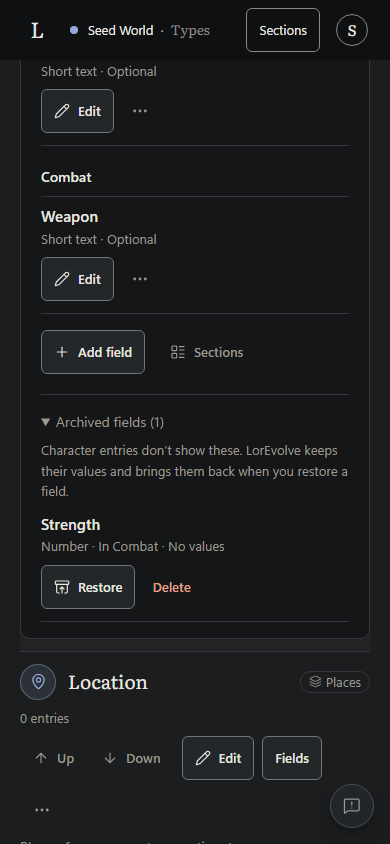 L
Seed World · Types
Sections
S
Short text · Optional
Edit
Combat
Weapon
Short text · Optional
Edit
Add field
Sections
Archived fields (1)
Character entries don't show these. LorEvolve keeps
their values and brings them back when you restore a
field.
Strength
Number · In Combat · No values
Restore
Delete
Location
Places
0 entries
Up
Down
Edit
Fields